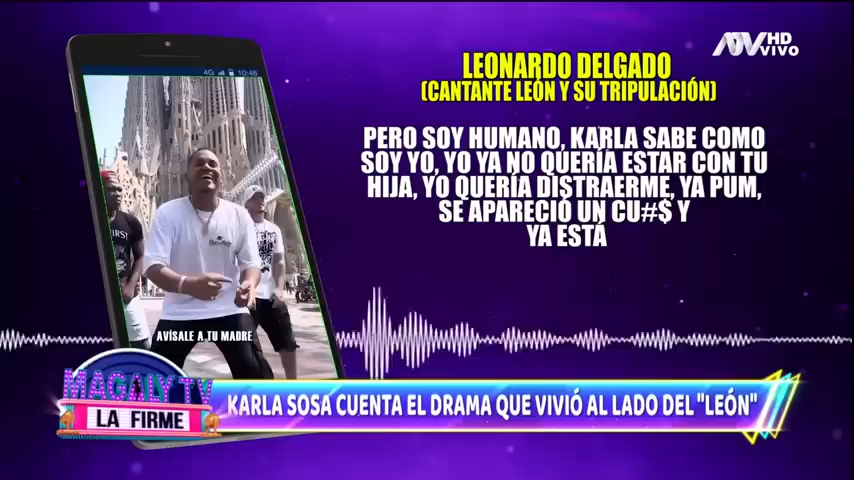 ATV HD
VIVO
LEONARDO DELGADO
(CANTANTE LEÓN Y SU TRIPULACIÓN)
PERO SOY HUMANO, KARLA SABE COMO
SOY YO, YO YA NO QUERÍA ESTAR CON TU
HIJA, YO QUERÍA DISTRAERME, YA PUM,
SE APARECIÓ UN CU#$ Y
YA ESTÁ
4G 10:48
FIRST
AVÍSALE A TU MADRE
MAGALY TV
LA FIRME
KARLA SOSA CUENTA EL DRAMA QUE VIVIÓ AL LADO DEL "LEÓN"